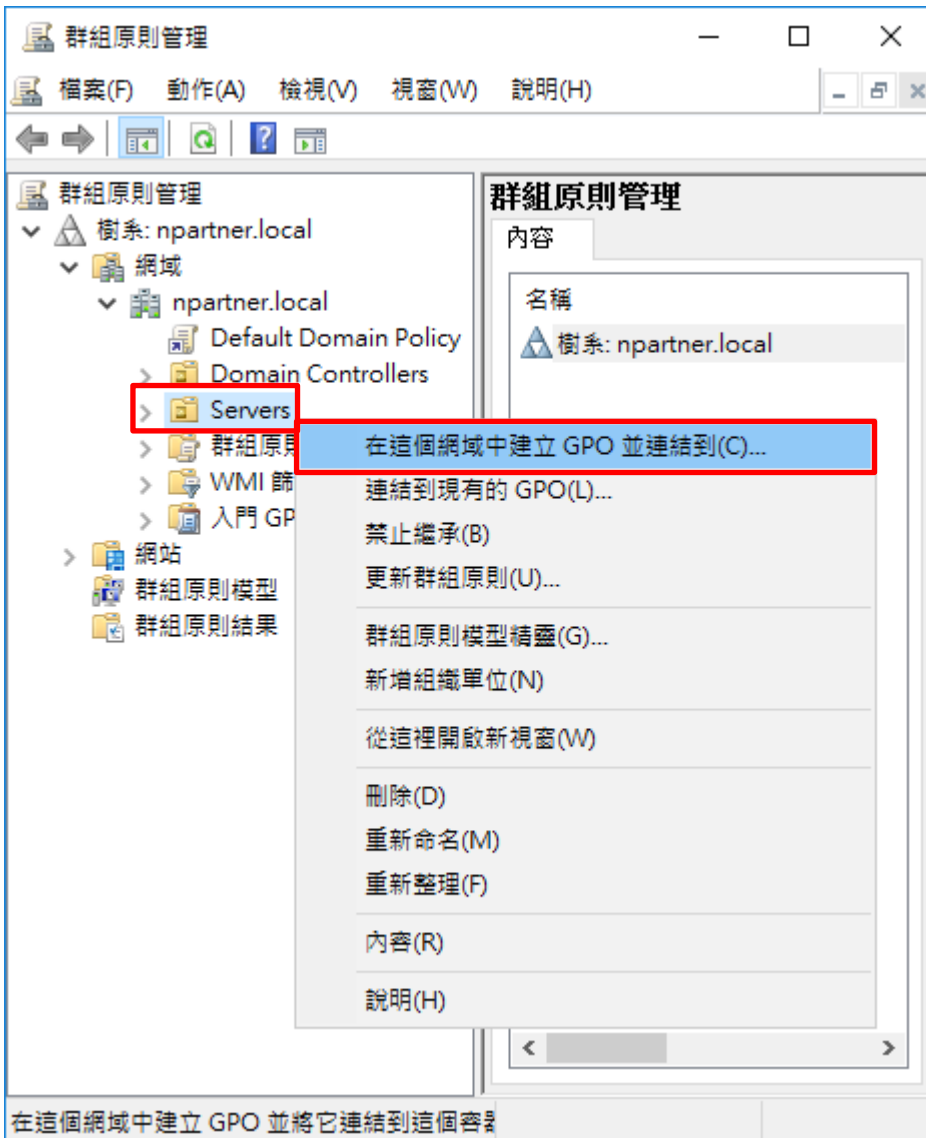 群組原則管理
檔案(F) 動作(A) 檢視(V) 視窗(W) 說明(H)
群組原則管理
樹系: npartner.local
網域
npartner.local
Default Domain Policy
Domain Controllers
Servers
群組原則
WMI 篩
入門 GP
網站
群組原則模型
群組原則結果
群組原則管理
內容
名稱
樹系: npartner.local
在這個網域中建立 GPO 並連結到(C)...
連結到現有的 GPO(L)...
禁止繼承(B)
更新群組原則(U)...
群組原則模型精靈(G)...
新增組織單位(N)
從這裡開啟新視窗(W)
刪除(D)
重新命名(M)
重新整理(F)
內容(R)
說明(H)
在這個網域中建立 GPO 並將它連結到這個容器